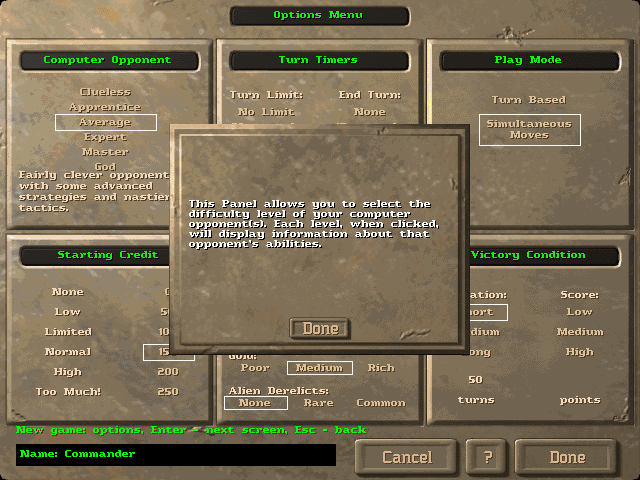 Options Menu
Computer Opponent
Clueless
Apprentice
Average
Expert
Master
God
Fairly clever opponent
with some advanced
strategies and nastier
tactics.
Turn Timers
Turn Limit: End Turn:
No Limit None
Play Mode
Turn Based
Simultaneous
Moves
This Panel allows you to select the
difficulty level of your computer
opponent(s). Each level, when clicked,
will display information about that
opponent's abilities.
Done
Starting Credit
None
Low
Limited
Normal
High 200
Too Much! 250
Gold:
Poor Medium Rich
Alien Derelicts:
None Rare Common
Victory Condition
Score:
Low
Medium
High
50
turns points
New game: options, Enter - next screen, Esc - back
Name: Commander
Cancel
?
Done